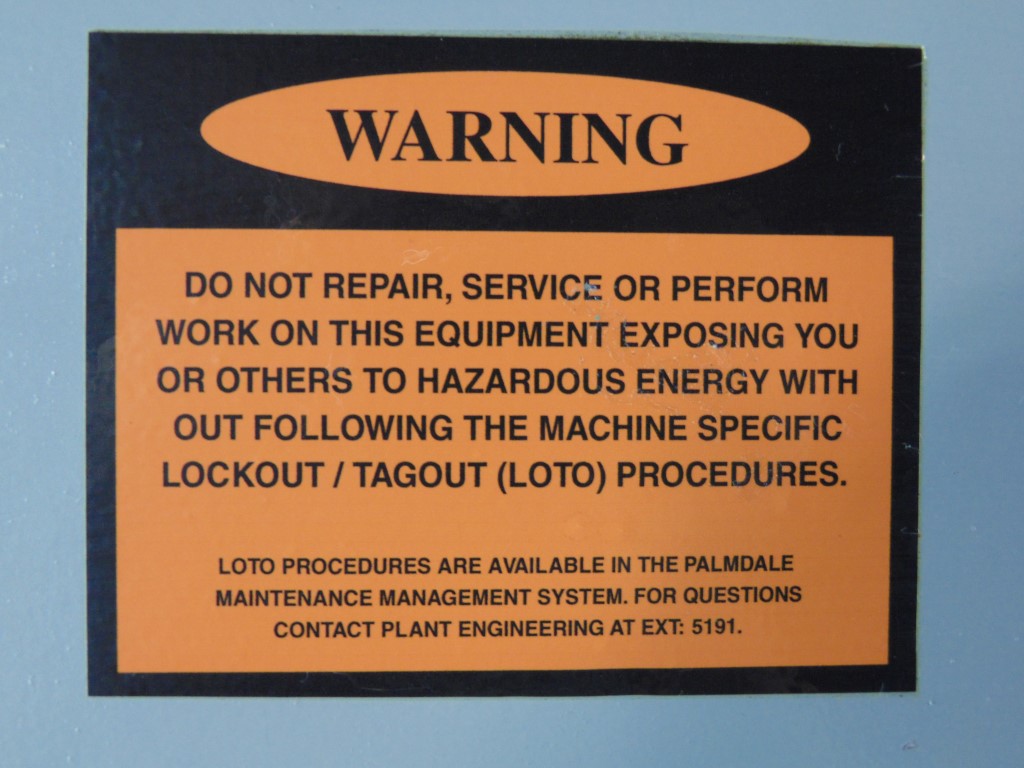 WARNING
DO NOT REPAIR, SERVICE OR PERFORM
WORK ON THIS EQUIPMENT EXPOSING YOU
OR OTHERS TO HAZARDOUS ENERGY WITH
OUT FOLLOWING THE MACHINE SPECIFIC
LOCKOUT / TAGOUT (LOTO) PROCEDURES.
LOTO PROCEDURES ARE AVAILABLE IN THE PALMDALE
MAINTENANCE MANAGEMENT SYSTEM. FOR QUESTIONS
CONTACT PLANT ENGINEERING AT EXT: 5191.